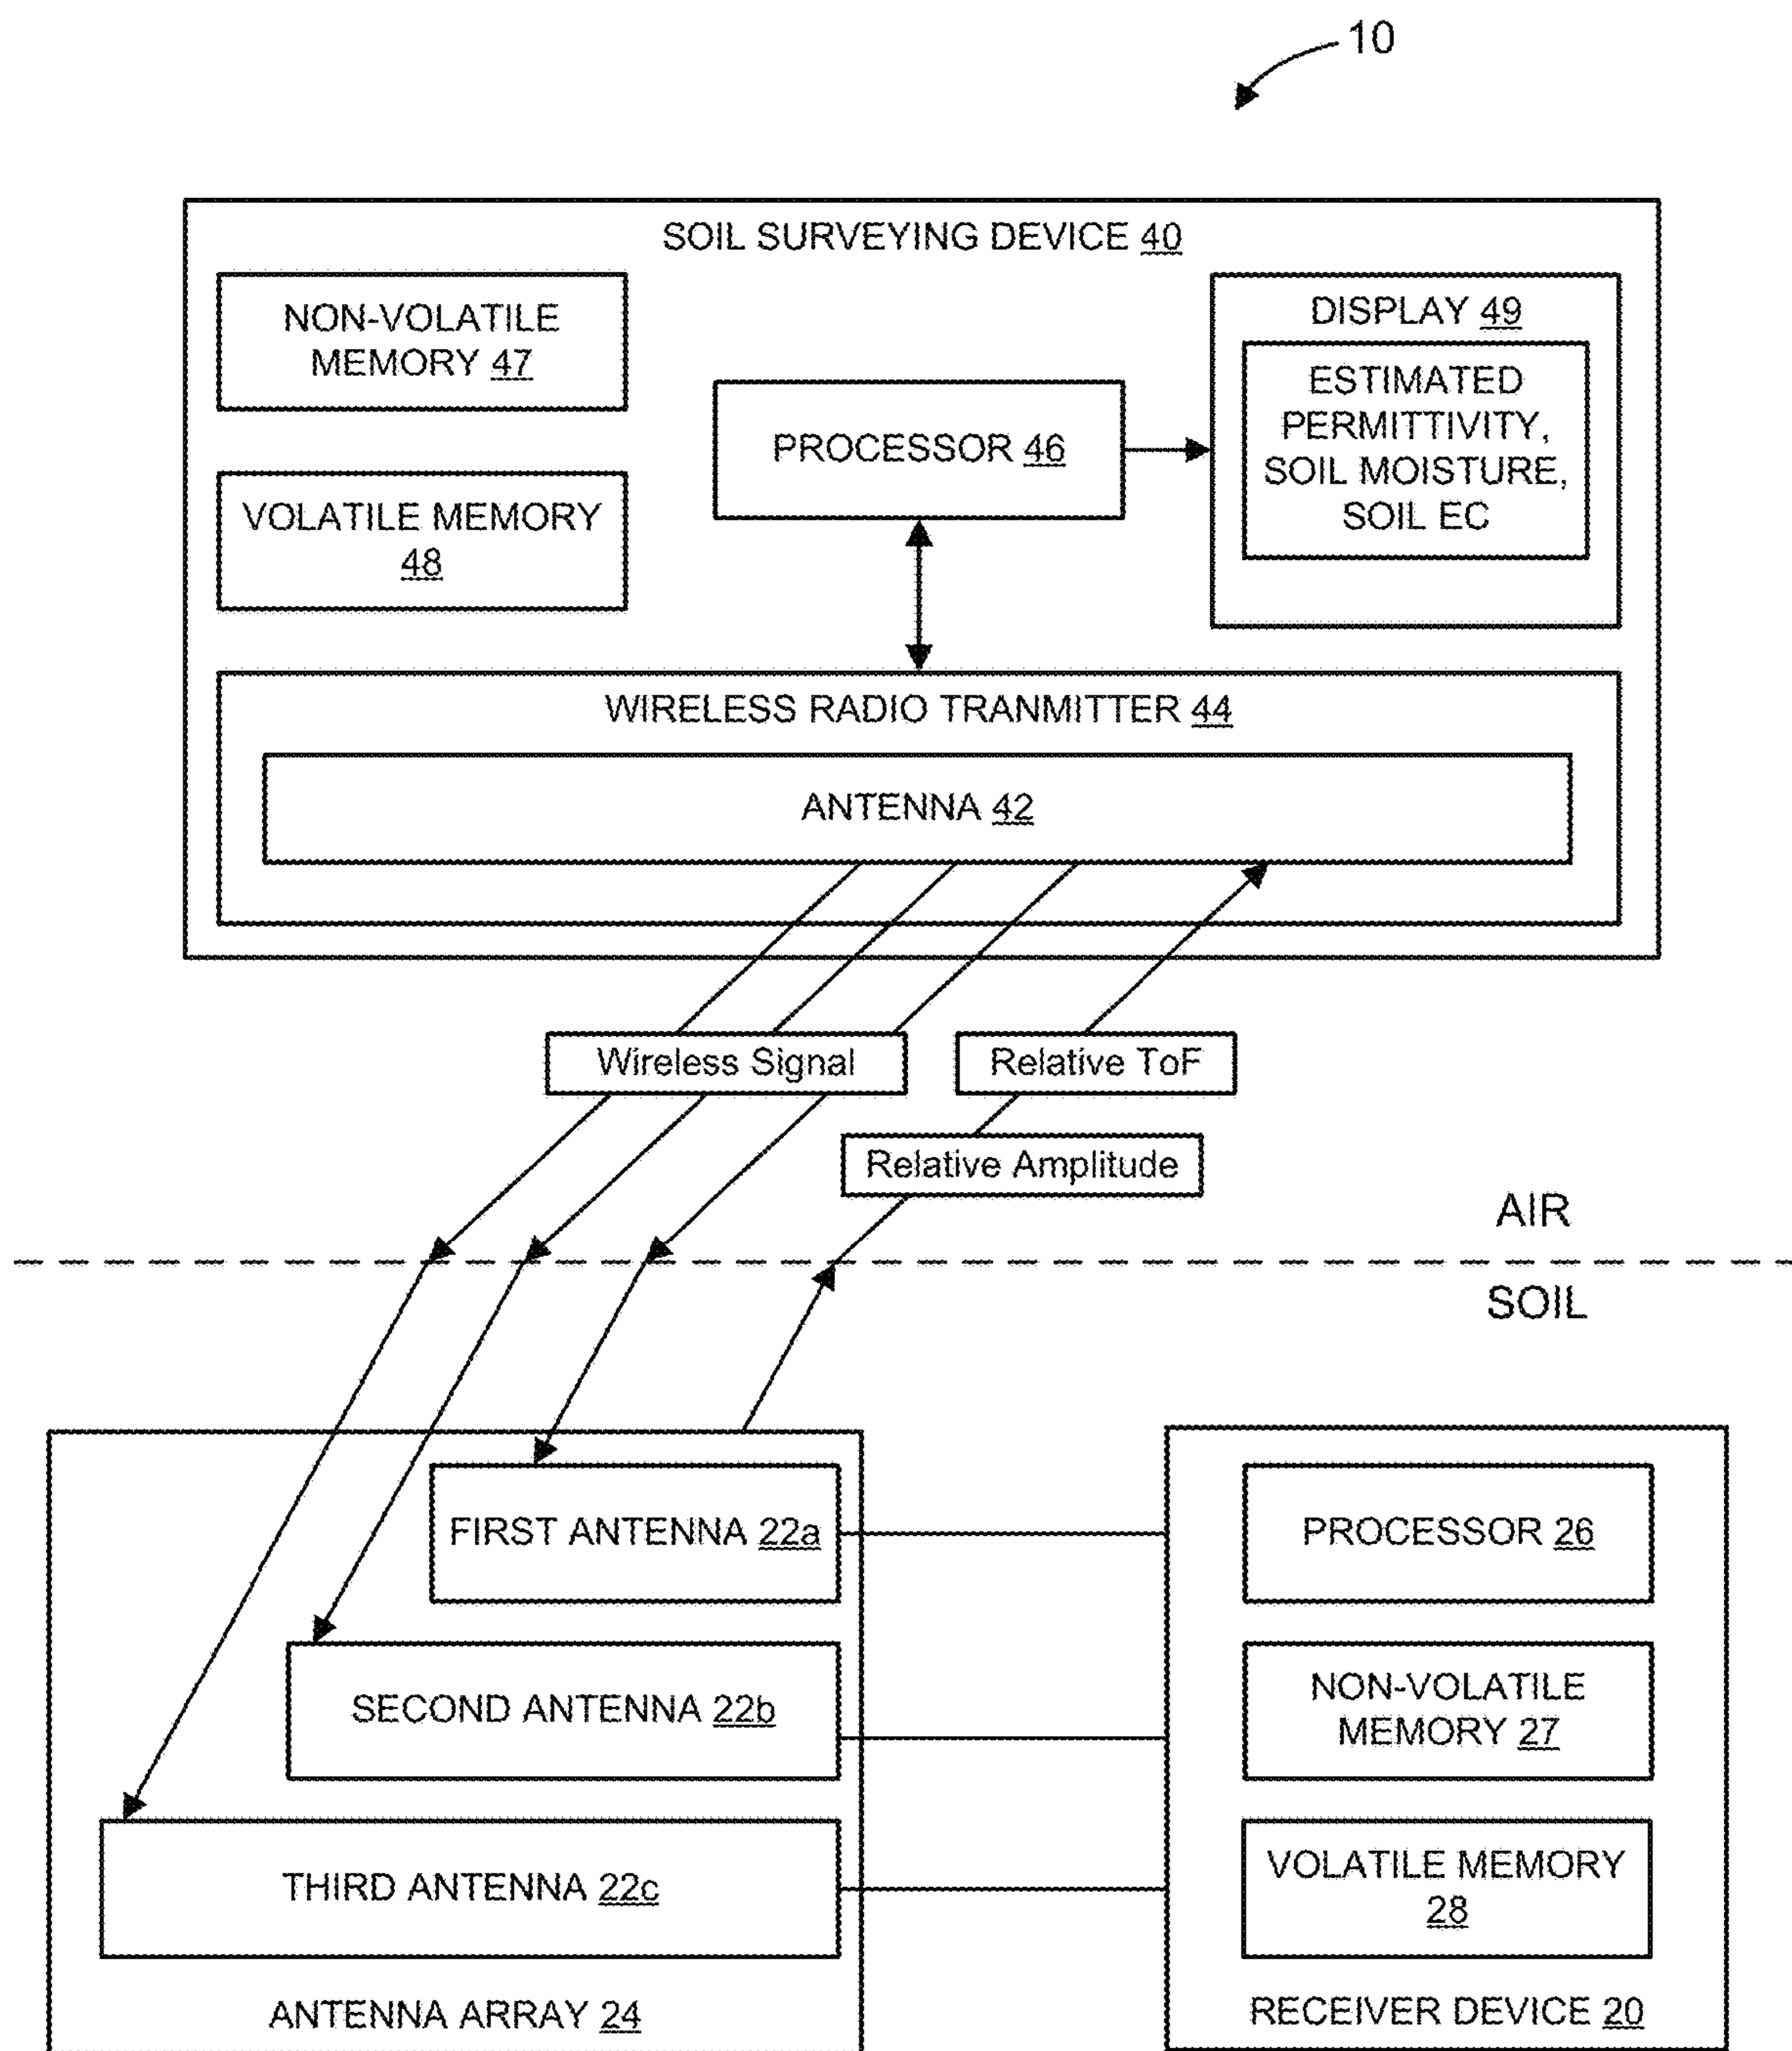 10
SOIL SURVEYING DEVICE 40
NON-VOLATILE
MEMORY 47
VOLATILE MEMORY
48
PROCESSOR 46
DISPLAY 49
ESTIMATED
PERMITTIVITY,
SOIL MOISTURE,
SOIL EC
WIRELESS RADIO TRANMITTER 44
ANTENNA 42
Wireless Signal
Relative ToF
Relative Amplitude
AIR
SOIL
FIRST ANTENNA 22a
SECOND ANTENNA 22b
THIRD ANTENNA 22c
ANTENNA ARRAY 24
PROCESSOR 26
NON-VOLATILE
MEMORY 27
VOLATILE MEMORY
28
RECEIVER DEVICE 20